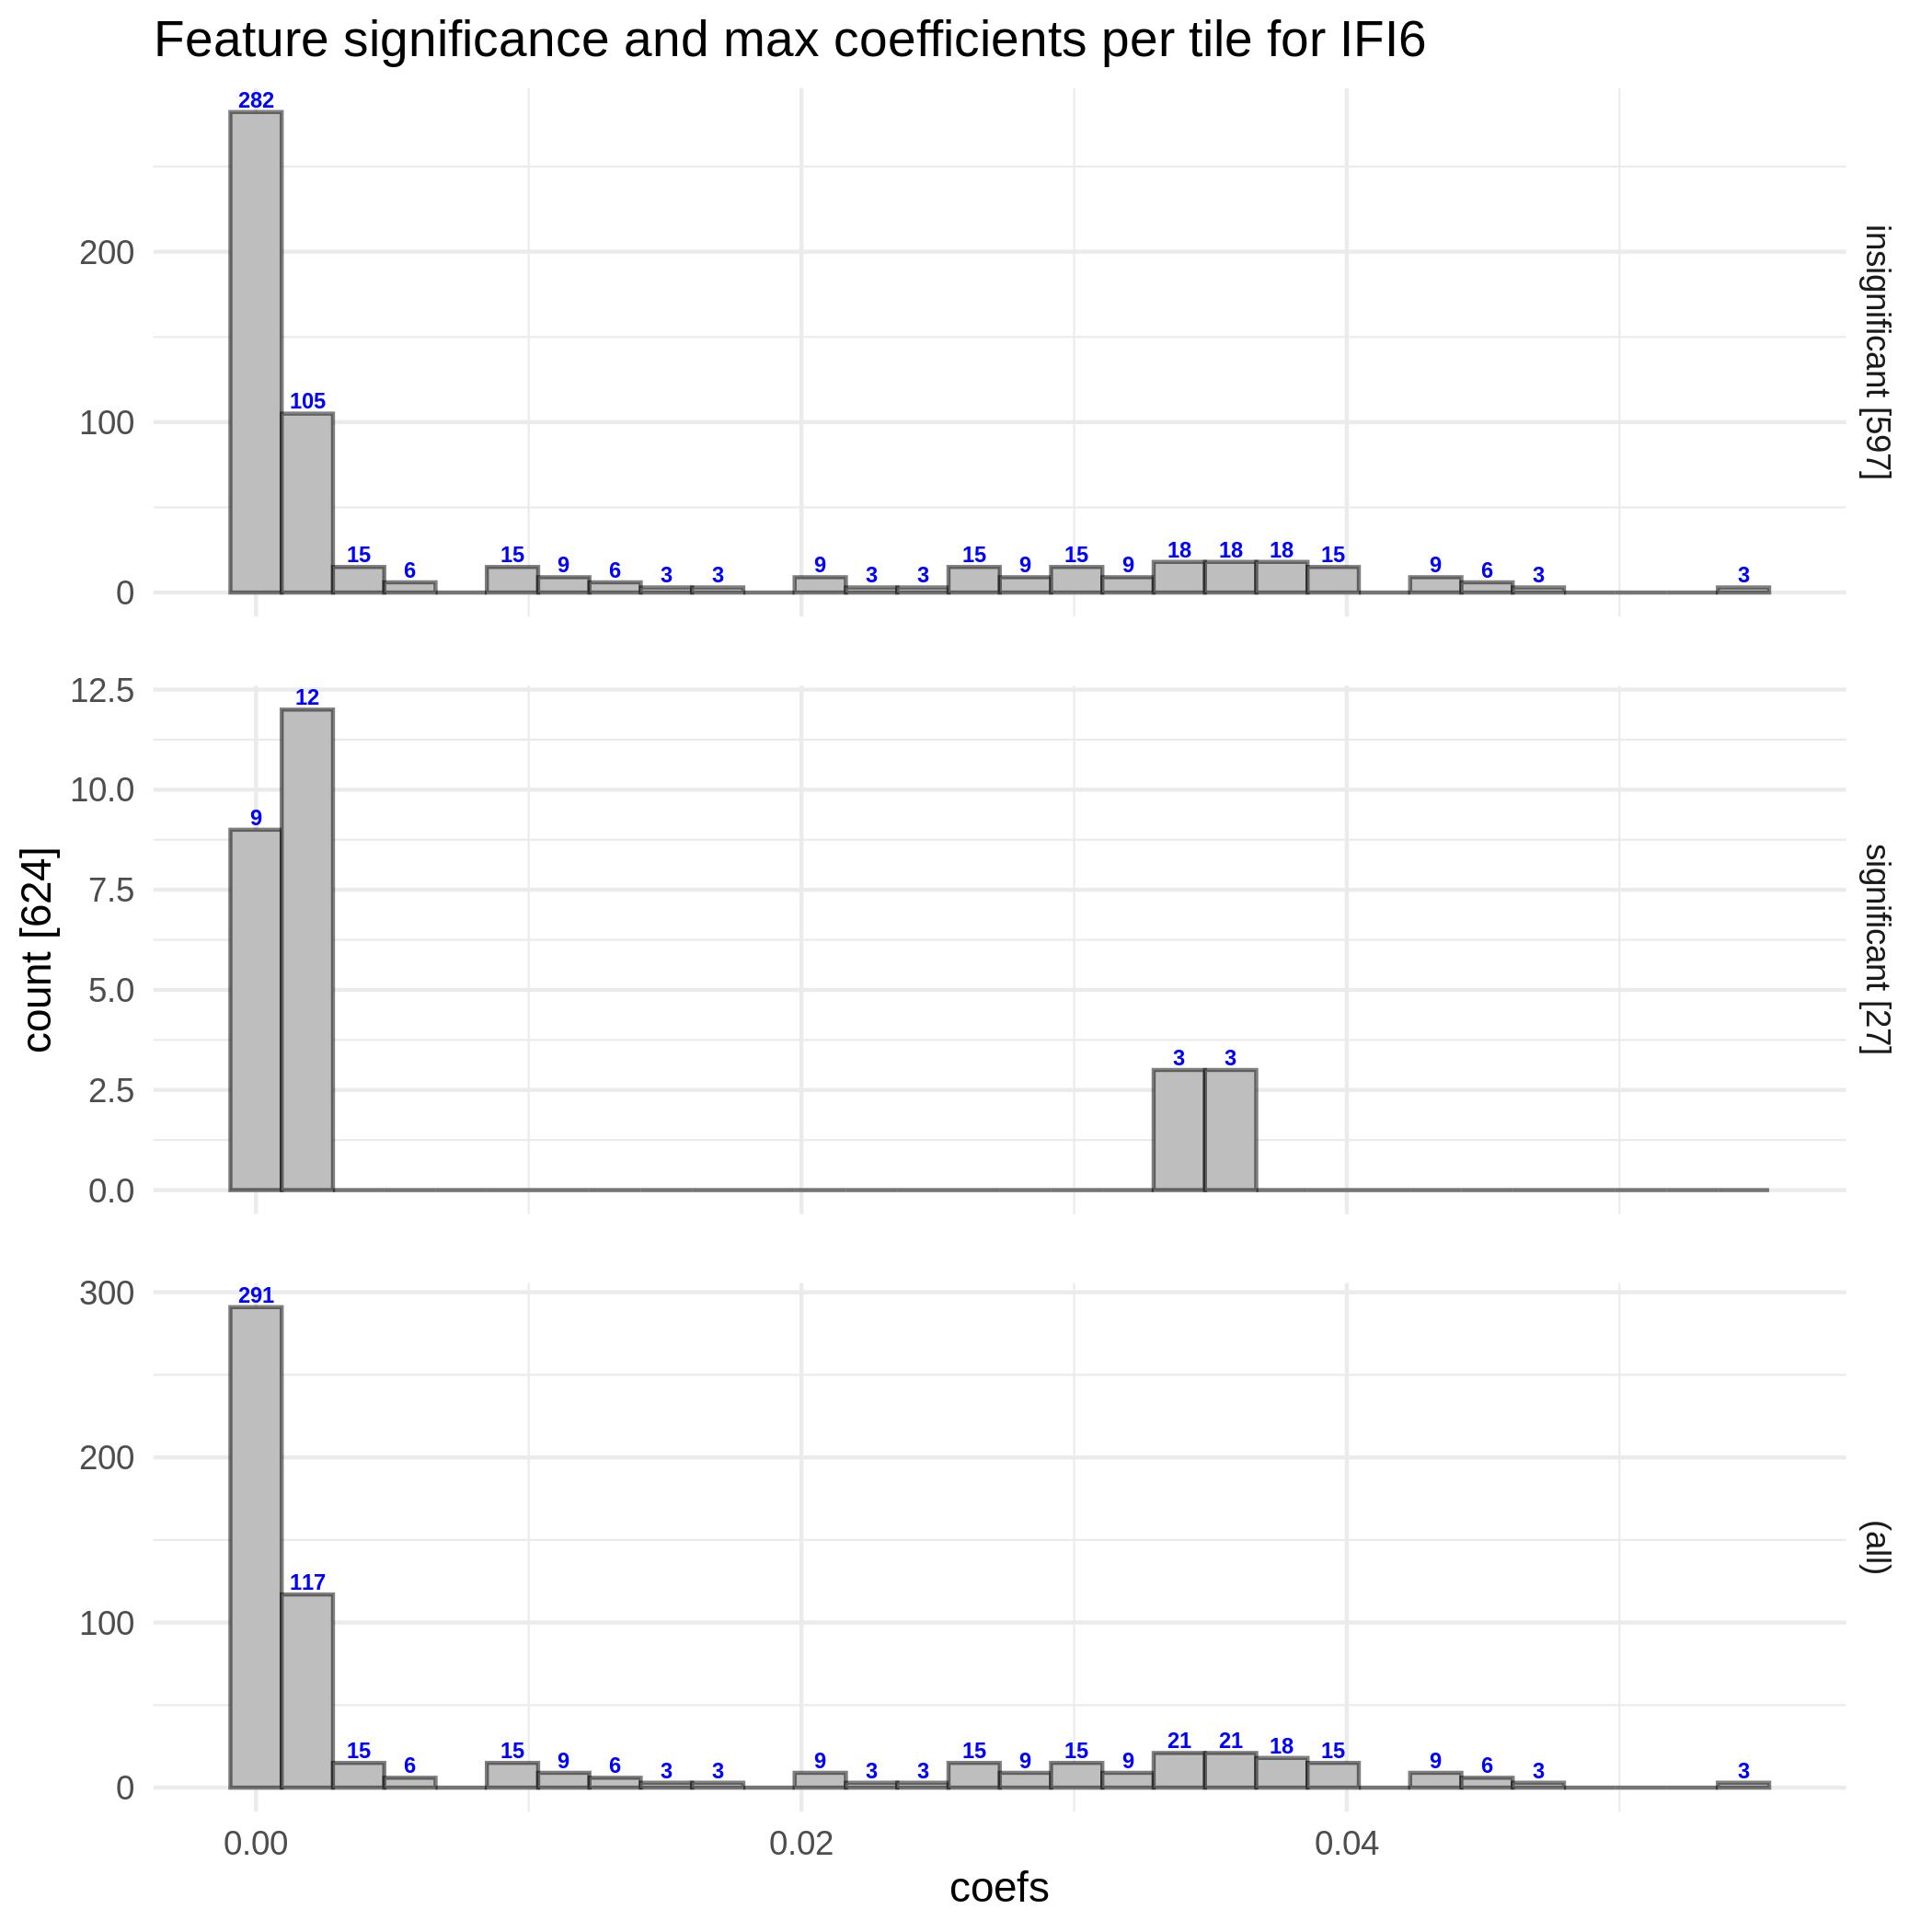 Feature significance and max coefficients per tile for IFI6
282
105
15 6 15 9 6 3 3 9 3 3 15 9 15 9 18 18 18 15 9 6 3 3
200
100
0
insignificant [597]
12
9
3 3
12.5
10.0
7.5
5.0
2.5
0.0
significant [27]
count [624]
291
117
15 6 15 9 6 3 3 9 3 3 15 9 15 9 21 21 18 15 9 6 3 3
300
200
100
0
(all)
0.00 0.02 0.04
coefs